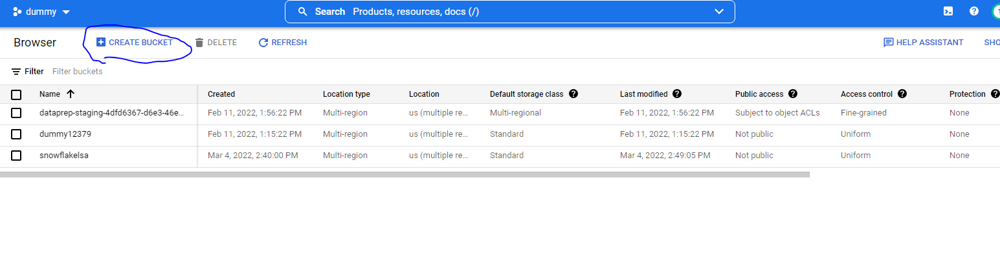 dummy Search Products, resources, docs (/)
Browser CREATE BUCKET DELETE REFRESH HELP ASSISTANT SHO
Filter Filter buckets
Name Created Location type Location Default storage class Last modified Public access Access control Protection
dataprep-staging-4dfd6367-d6e3-46e... Feb 11, 2022, 1:56:22 PM Multi-region us (multiple re... Multi-regional Feb 11, 2022, 1:56:22 PM Subject to object ACLs Fine-grained None
dummy12379 Feb 11, 2022, 1:15:22 PM Multi-region us (multiple re... Standard Feb 11, 2022, 1:15:22 PM Not public Uniform None
snowflakelsa Mar 4, 2022, 2:40:00 PM Multi-region us (multiple re... Standard Mar 4, 2022, 2:49:05 PM Not public Uniform None